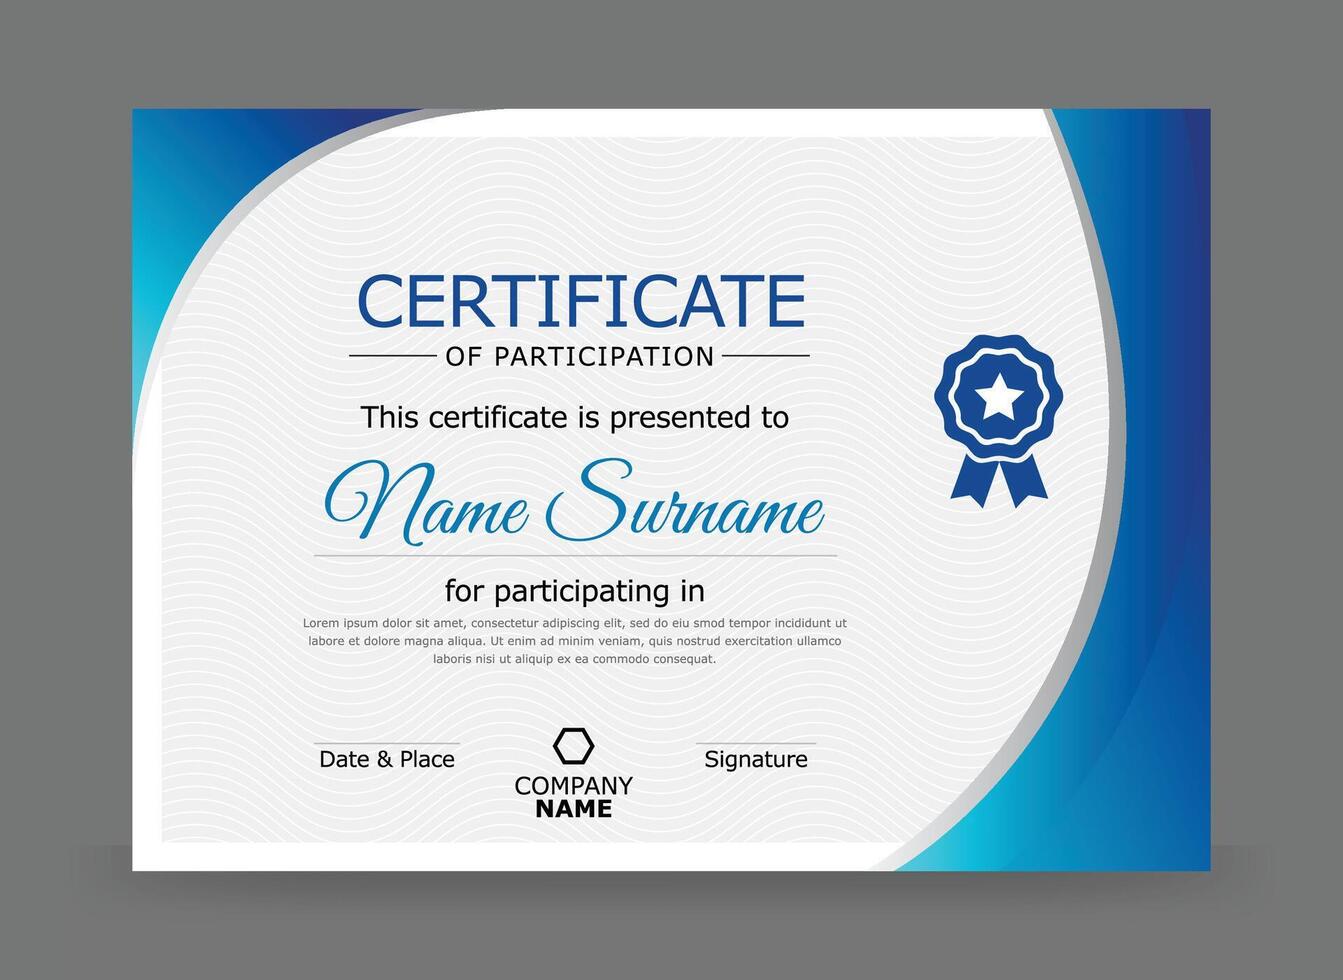 CERTIFICATE
OF PARTICIPATION
This certificate is presented to
Name Surname
for participating in
Lorem ipsum dolor sit amet, consectetur adipiscing elit, sed do eiu smod tempor incididunt ut
labore et dolore magna aliqua. Ut enim ad minim veniam, quis nostrud exercitation ullamco
laboris nisi ut aliquip ex ea commodo consequat.
Date & Place
COMPANY
NAME
Signature